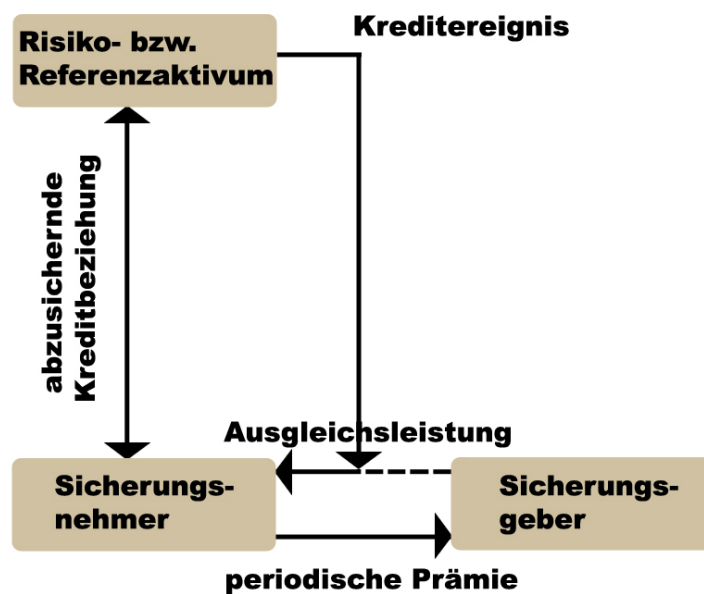 Kreditereignis
Risiko- bzw.
Referenzaktivum
abzusichernde
Kreditbeziehung
Ausgleichsleistung
Sicherungs-
nehmer
Sicherungs-
geber
periodische Prämie